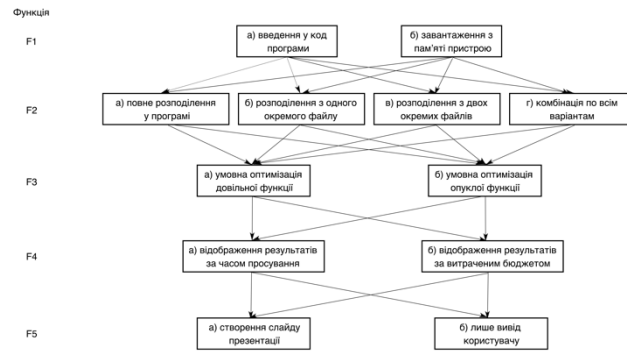 Функція
F1
а) введення у код
програми
б) завантаження з
пам'яті пристрою
F2
а) повне розподілення
у програмі
б) розподілення з одного
окремого файлу
в) розподілення з двох
окремих файлів
г) комбінація по всім
варіантам
F3
а) умовна оптимізація
довільної функції
б) умовна оптимізація
опуклої функції
F4
а) відображення результатів
за часом просування
б) відображення результатів
за витраченим бюджетом
F5
а) створення слайду
презентації
б) лише вивід
користувачу